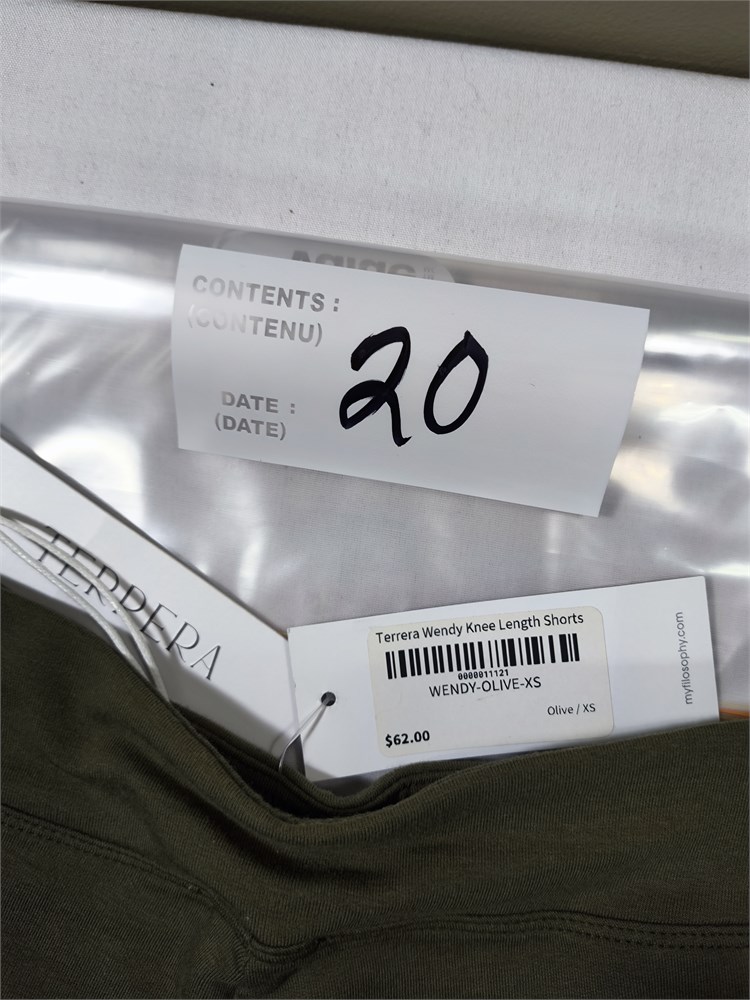 CONTENTS :
(CONTENU)
20
DATE :
(DATE)
TERRERA
Terrera Wendy Knee Length Shorts
0000011121
WENDY-OLIVE-XS
Olive / XS
$62.00
myfilosophy.com